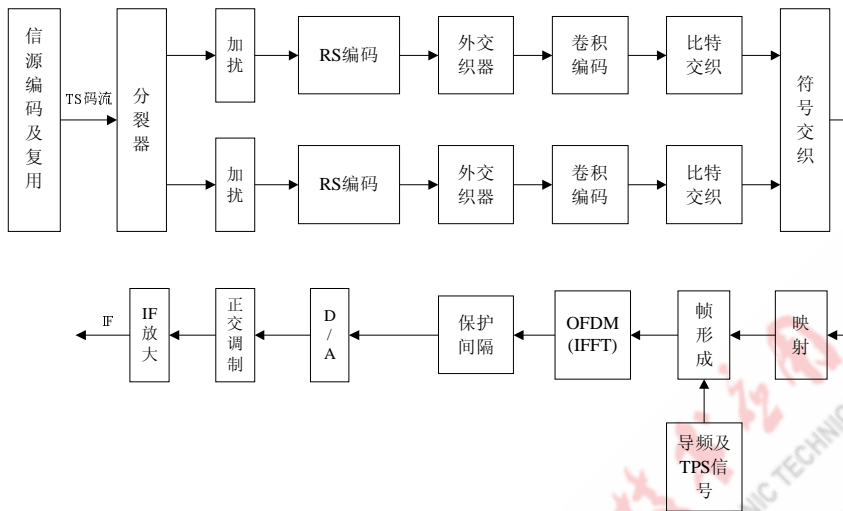 信源编码及复用
TS码流
分裂器
加扰
RS编码
外交织器
卷积编码
比特交织
符号交织
加扰
RS编码
外交织器
卷积编码
比特交织
IF
IF放大
正交调制
D/A
保护间隔
OFDM
(IFFT)
帧形成
映射
导频及
TPS信
号
NIC TECHNIC